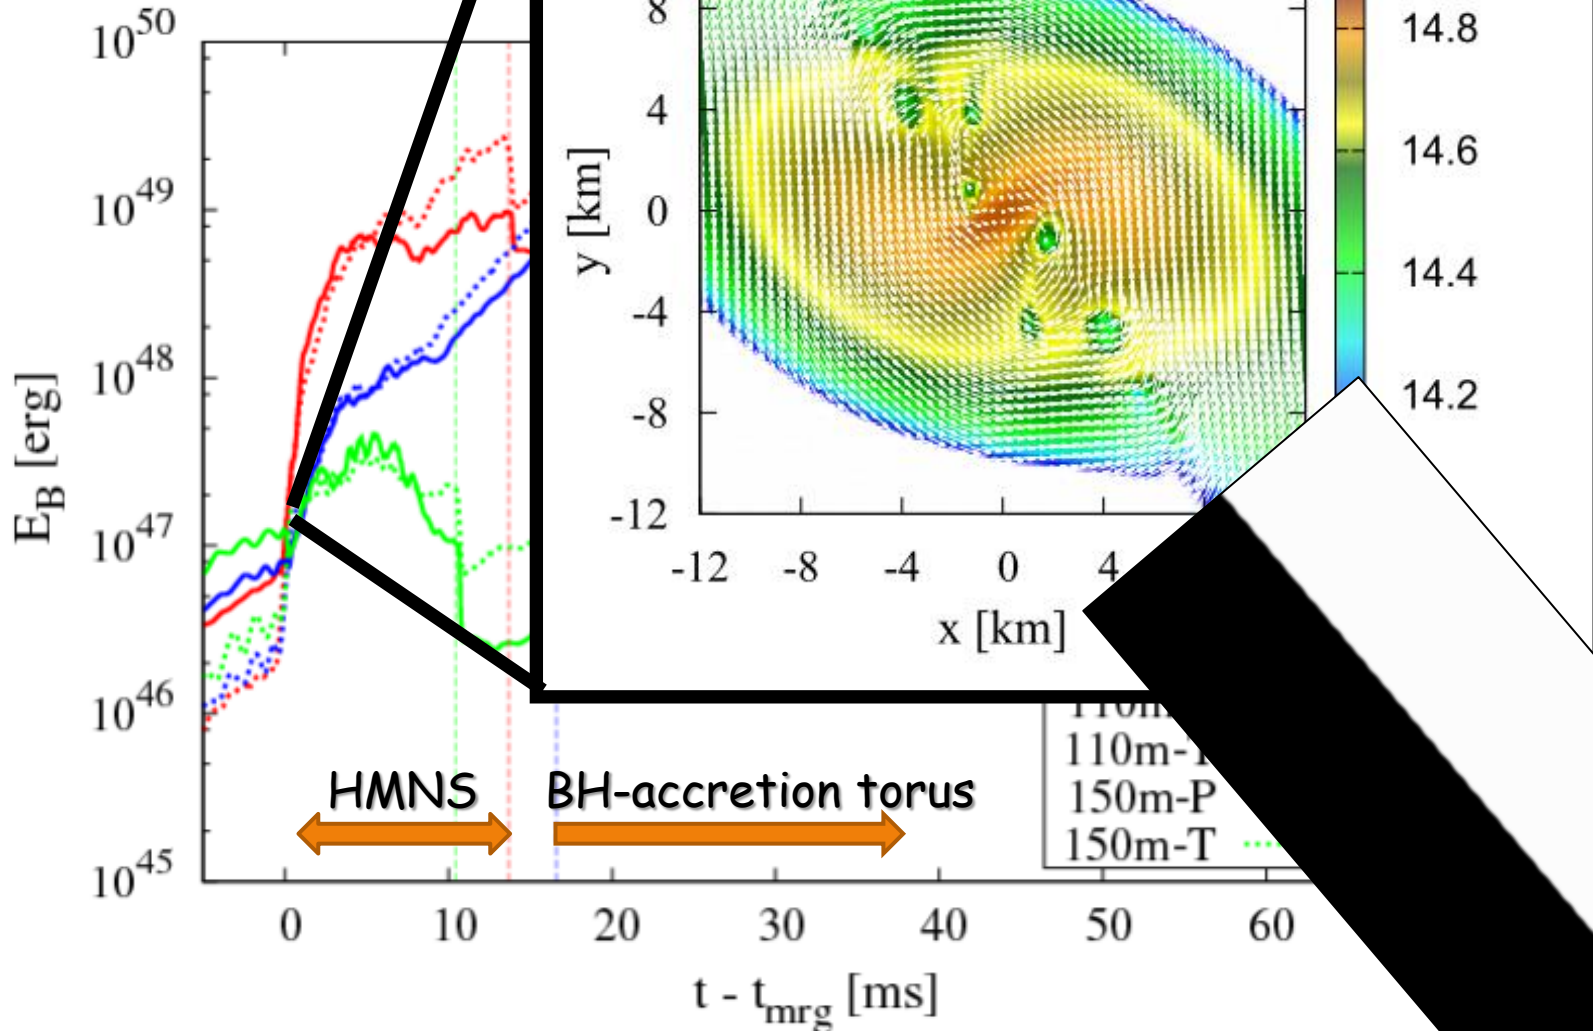 10^50
10^49
10^48
10^47
10^46
10^45
E_B [erg]
0 10 20 30 40 50 60
t - t_mrg [ms]
HMNS
BH-accretion torus
8
4
0
-4
-8
-12
y [km]
-12 -8 -4 0 4
x [km]
14.8
14.6
14.4
14.2
110m-T
150m-P
150m-T